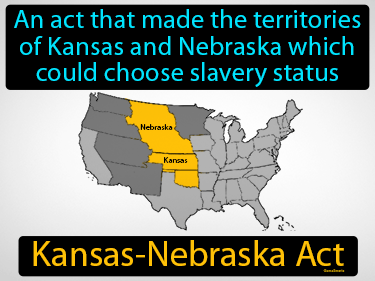 An act that made the territories
of Kansas and Nebraska which
could choose slavery status
Nebraska
Kansas
Kansas-Nebraska Act